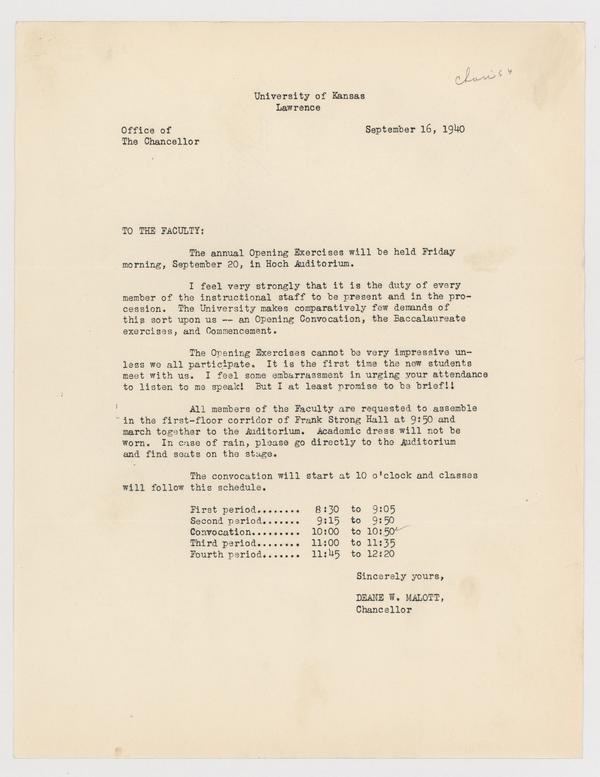 University of Kansas
Lawrence
Office of
The Chancellor
September 16, 1940
TO THE FACULTY:
The annual Opening Exercises will be held Friday
morning, September 20, in Hoch Auditorium.
I feel very strongly that it is the duty of every
member of the instructional staff to be present and in the pro-
cession. The University makes comparatively few demands of
this sort upon us -- an Opening Convocation, the Baccalaureate
exercises, and Commencement.
The Opening Exercises cannot be very impressive un-
less we all participate. It is the first time the new students
meet with us. I feel some embarrassment in urging your attendance
to listen to me speak! But I at least promise to be brief!!
All members of the Faculty are requested to assemble
in the first-floor corridor of Frank Strong Hall at 9:50 and
march together to the Auditorium. Academic dress will not be
worn. In case of rain, please go directly to the Auditorium
and find seats on the stage.
The convocation will start at 10 o'clock and classes
will follow this schedule.
First period........ 8:30 to 9:05
Second period....... 9:15 to 9:50
Convocation......... 10:00 to 10:50
Third period........ 11:00 to 11:35
Fourth period....... 11:45 to 12:20
Sincerely yours,
DEANE W. MALOTT,
Chancellor